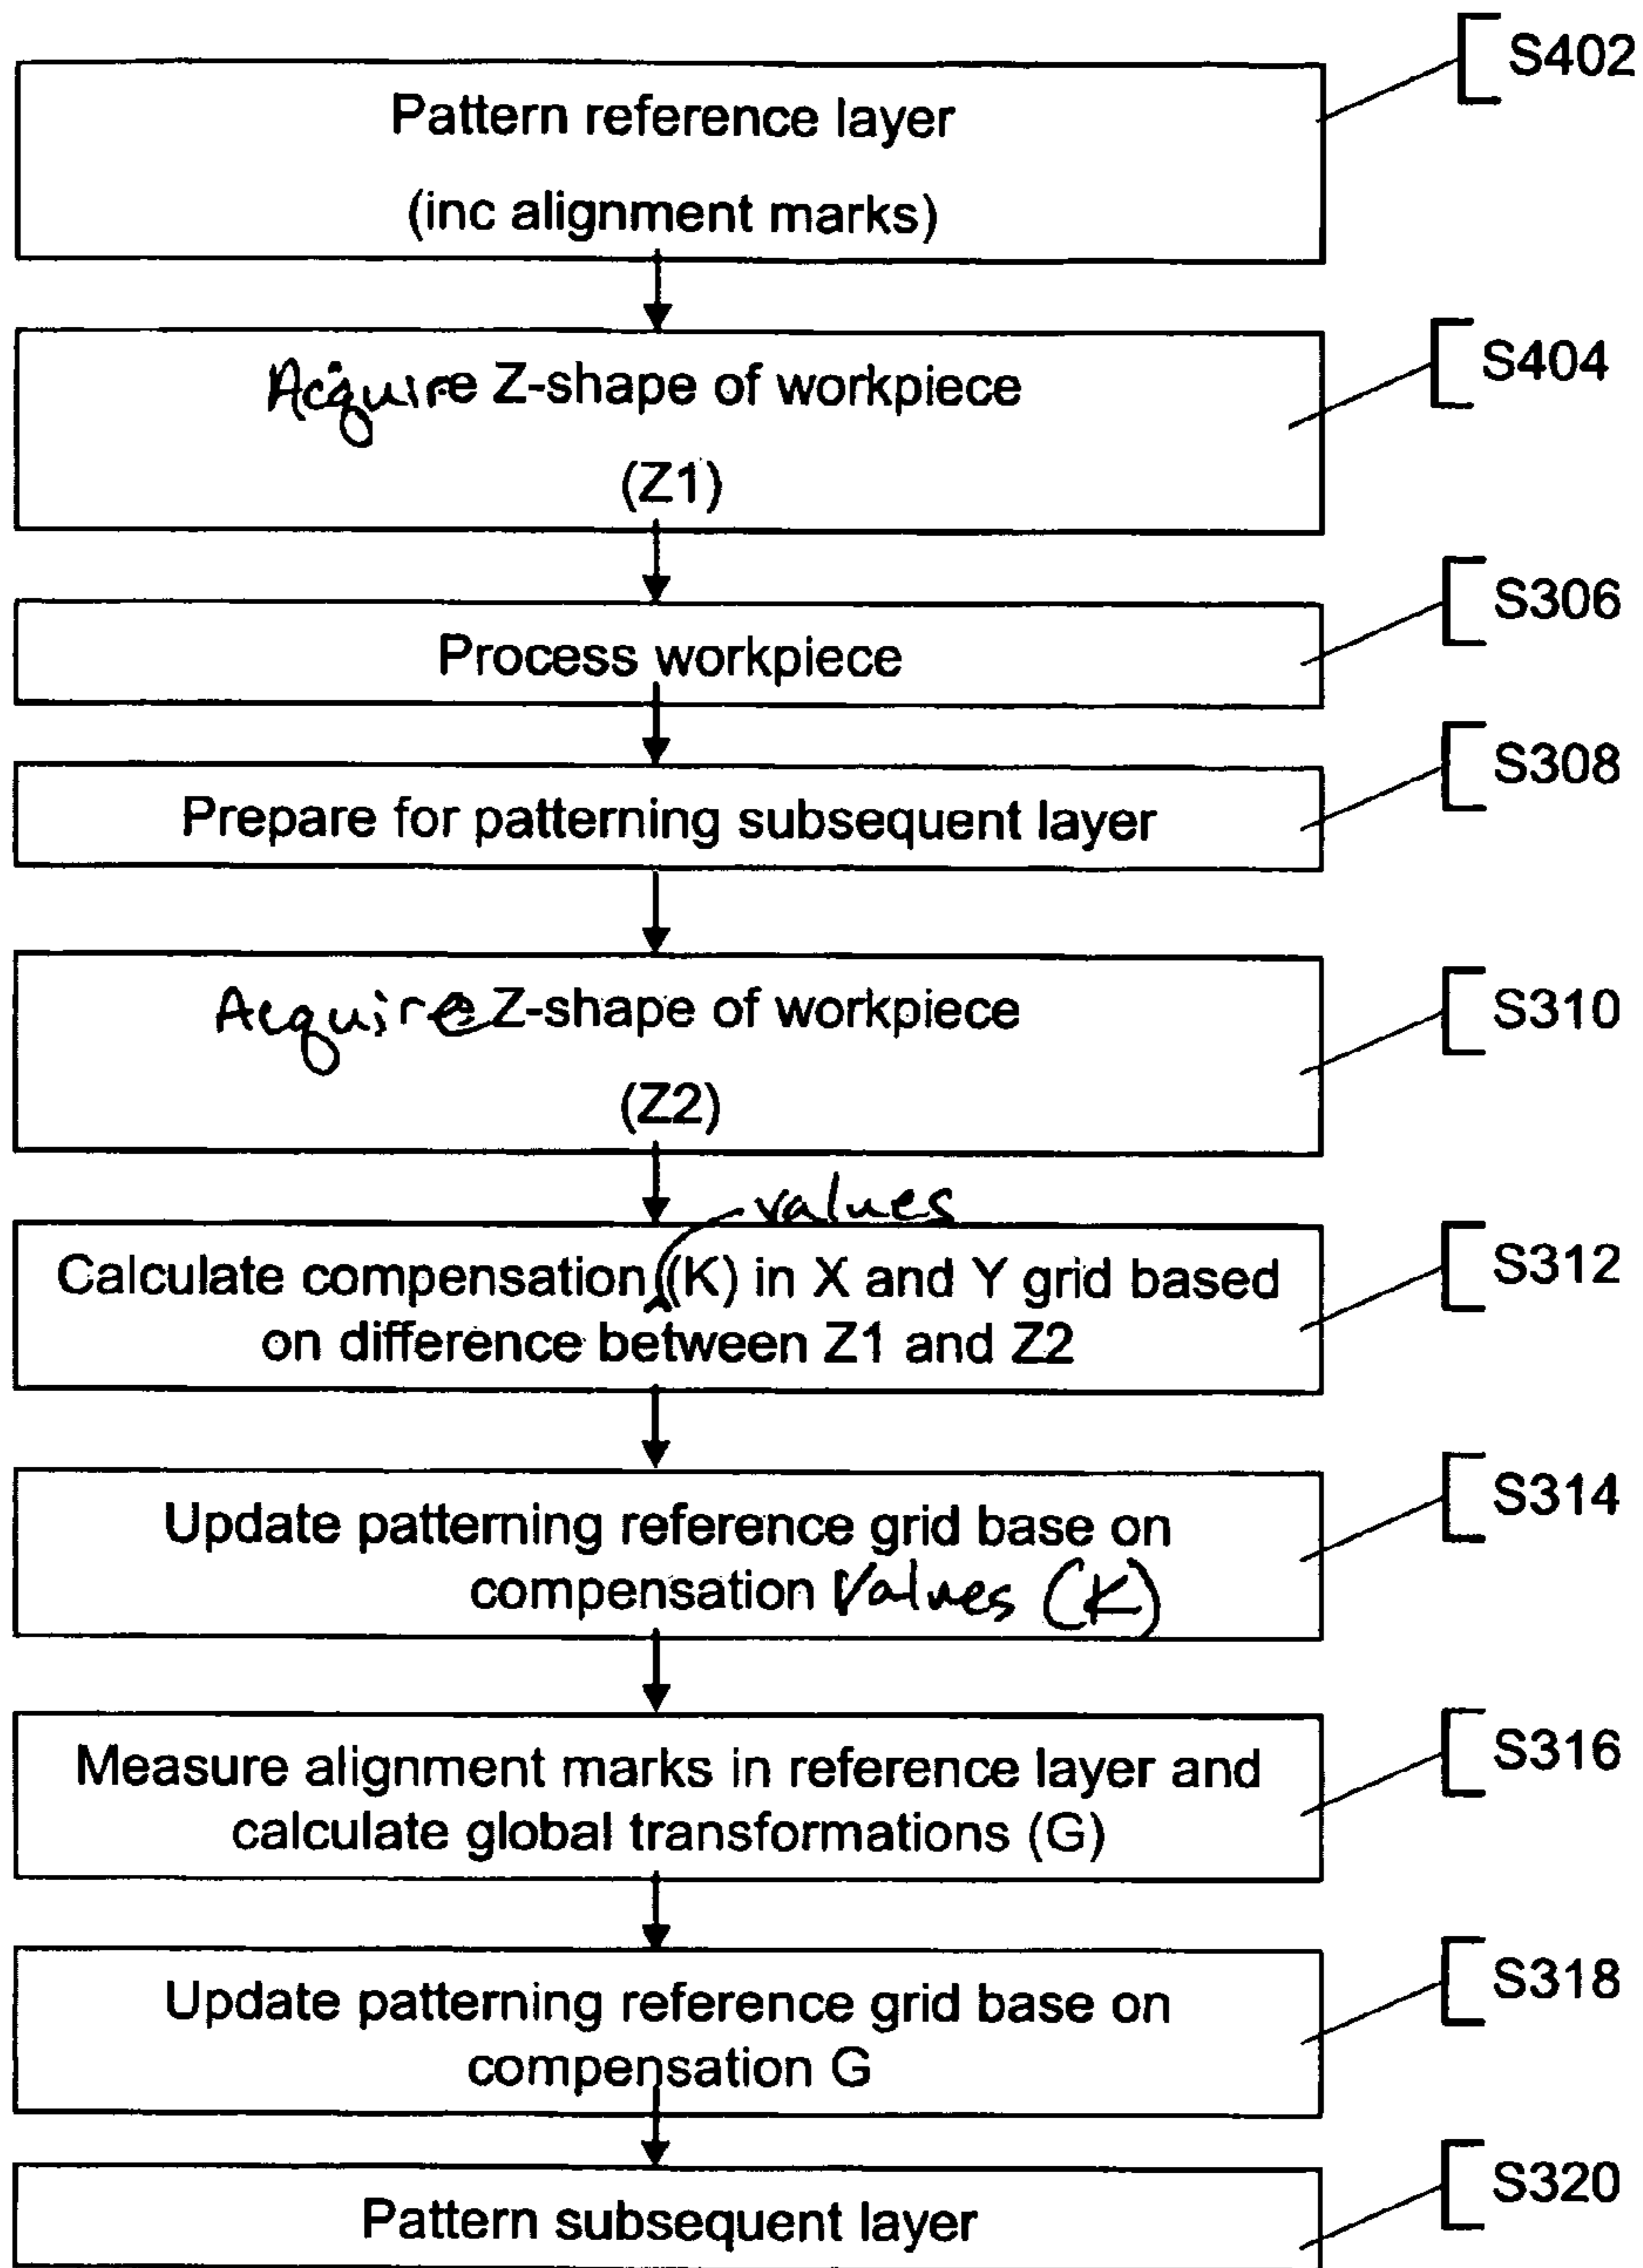 S402
Pattern reference layer
(inc alignment marks)
S404
Acquire Z-shape of workpiece
(Z1)
S306
Process workpiece
S308
Prepare for patterning subsequent layer
S310
Acquire Z-shape of workpiece
(Z2)
values
S312
Calculate compensation (K) in X and Y grid based
on difference between Z1 and Z2
S314
Update patterning reference grid base on
compensation Values (K)
S316
Measure alignment marks in reference layer and
calculate global transformations (G)
S318
Update patterning reference grid base on
compensation G
S320
Pattern subsequent layer